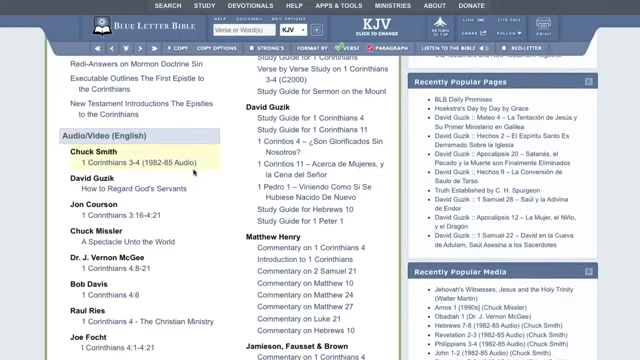 SEARCH STUDY DEVOTIONALS HELP APPS & TOOLS MINISTRIES ABOUT DONATE
BLUE LETTER BIBLE
HELP QUICKNAV ADV OPTIONS
Verse or Word(s)
KJV
KJV
CLICK TO CHANGE
RETURN TO TOP
LINK
SHARE
CITE THIS
FOLLOW
PRINT
COPY COPY OPTIONS STRONG'S FORMAT BY VERSE PARAGRAPH LISTEN TO THE BIBLE RED-LETTER
Redi-Answers on Mormon Doctrine Sin
Executable Outlines The First Epistle to
the Corinthians
New Testament Introductions The Epistles
to the Corinthians
Audio/Video (English)
Chuck Smith
1 Corinthians 3-4 (1982-85 Audio)
David Guzik
How to Regard God's Servants
Jon Courson
1 Corinthians 3:16-4:21
Chuck Missler
A Spectacle Unto the World
Dr. J. Vernon McGee
1 Corinthians 4:8-21
Bob Davis
1 Corinthians 4:6
Raul Ries
1 Corinthians 4 - The Christian Ministry
Joe Focht
I Corinthians 4:1-4:21
Study Guide for 1 Corinthians
Verse by Verse Study on 1 Corinthians
3-4 (C2000)
Study Guide for Sermon on the Mount
David Guzik
Study Guide for 1 Corinthians 4
Study Guide for 1 Corinthians 11
1 Corintios 4 – ¿Son Glorificados Sin
Nosotros?
1 Corintios 11 – Acerca de Mujeres, y
la Cena del Señor
1 Pedro 1 – Viniendo Como Si Se
Hubiese Nacido De Nuevo
Study Guide for Hebrews 10
Study Guide for 1 Peter 1
Matthew Henry
Commentary on 1 Corinthians 4
Introduction to 1 Corinthians
Commentary on 2 Samuel 21
Commentary on Matthew 10
Commentary on Matthew 24
Commentary on Matthew 27
Commentary on Luke 21
Commentary on Hebrews 10
Jamieson, Fausset & Brown
Recently Popular Pages
BLB Daily Promises
Hoekstra's Day by Day by Grace
David Guzik :: Mateo 4 – La Tentación de Jesús y
Su Primer Ministerio en Galilea
David Guzik :: Hechos 2 – El Espíritu Santo Es
Derramado Sobre la Iglesia
David Guzik :: Apocalipsis 20 – Satanás, el
Pecado y la Muerte son Finalmente Eliminados
David Guzik :: Hechos 9 – La Conversión de
Saulo de Tarso
Truth Established by C. H. Spurgeon
David Guzik :: 1 Samuel 28 – Saúl y la Adivina
de Endor
David Guzik :: Apocalipsis 12 – La Mujer, el Niño,
y el Dragón
David Guzik :: 1 Samuel 22 – David en la Cueva
de Adulam, Saúl Asesina a los Sacerdotes
Recently Popular Media
Jehovah's Witnesses, Jesus and the Holy Trinity
(Walter Martin)
Amos 1 [1990s] (Chuck Missler)
Obadiah 1 (Dr. J. Vernon McGee)
Hebrews 7-8 (1982-85 Audio) (Chuck Smith)
Revelation 2-3 (1982-85 Audio) (Chuck Smith)
Philippians 3-4 (1982-85 Audio) (Chuck Smith)
John 1-2 (1982-85 Audio) (Chuck Smith)